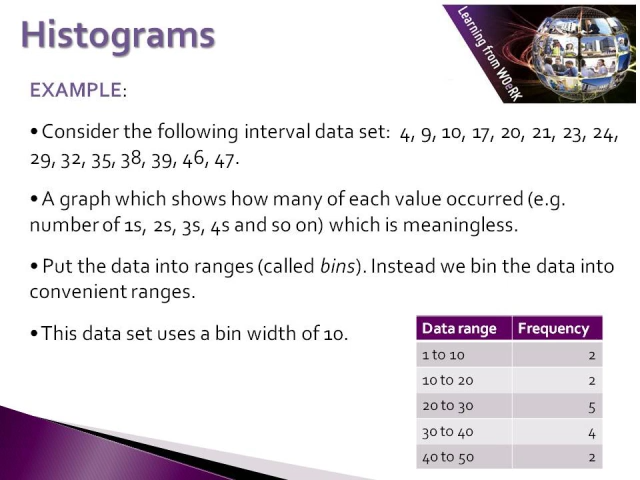 Histograms
Learning from WOeRK
EXAMPLE:
• Consider the following interval data set: 4, 9, 10, 17, 20, 21, 23, 24,
29, 32, 35, 38, 39, 46, 47.
• A graph which shows how many of each value occurred (e.g.
number of 1s, 2s, 3s, 4s and so on) which is meaningless.
• Put the data into ranges (called bins). Instead we bin the data into
convenient ranges.
• This data set uses a bin width of 10.
Data range Frequency
1 to 10 2
10 to 20 2
20 to 30 5
30 to 40 4
40 to 50 2